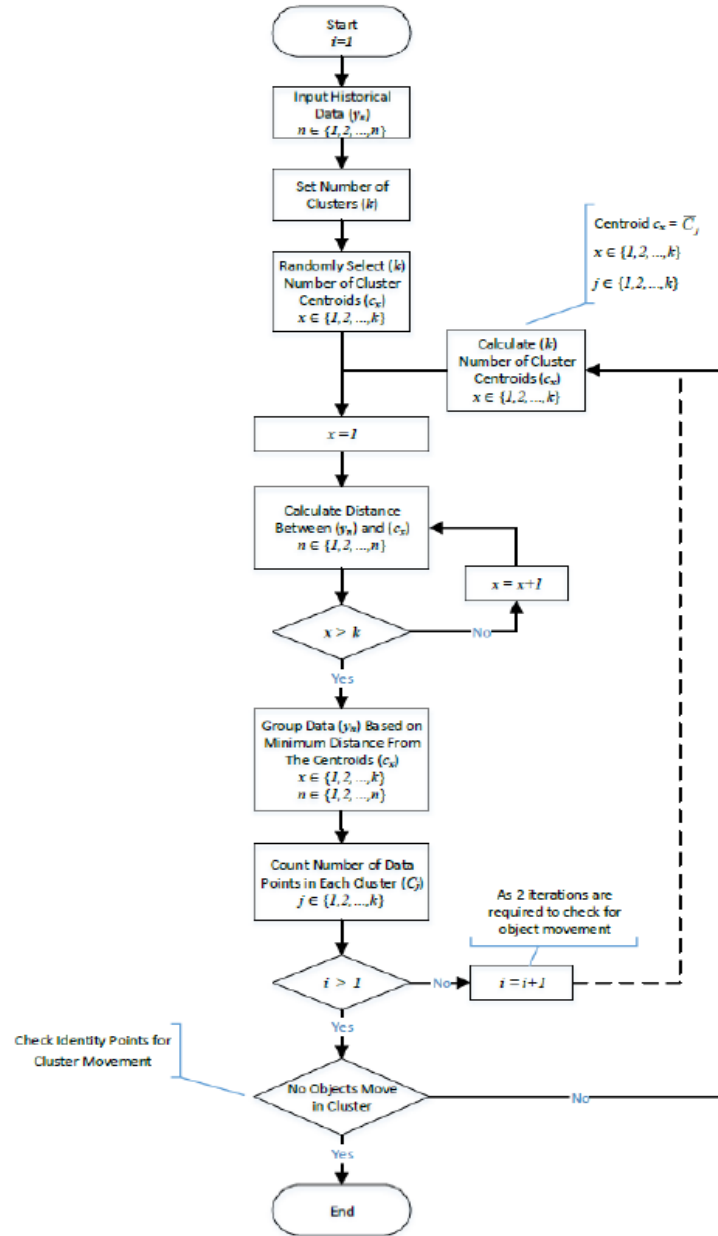 Start
i=1
Input Historical
Data (yₙ)
n ∈ {1,2,...,n}
Set Number of
Clusters (k)
Randomly Select (k)
Number of Cluster
Centroids (cₓ)
x ∈ {1,2,...,k}
Centroid cₓ = C̅ⱼ
x ∈ {1,2,...,k}
j ∈ {1,2,...,k}
Calculate (k)
Number of Cluster
Centroids (cₓ)
x ∈ {1,2,...,k}
x=1
Calculate Distance
Between (yₙ) and (cₓ)
n ∈ {1,2,...,n}
x = x+1
x > k
No
Yes
Group Data (yₙ) Based on
Minimum Distance From
The Centroids (cₓ)
x ∈ {1,2,...,k}
n ∈ {1,2,...,n}
Count Number of Data
Points in Each Cluster (Cⱼ)
j ∈ {1,2,...,k}
As 2 iterations are
required to check for
object movement
i > 1
No
i = i+1
Yes
Check Identity Points for
Cluster Movement
No Objects Move
in Cluster
No
Yes
End